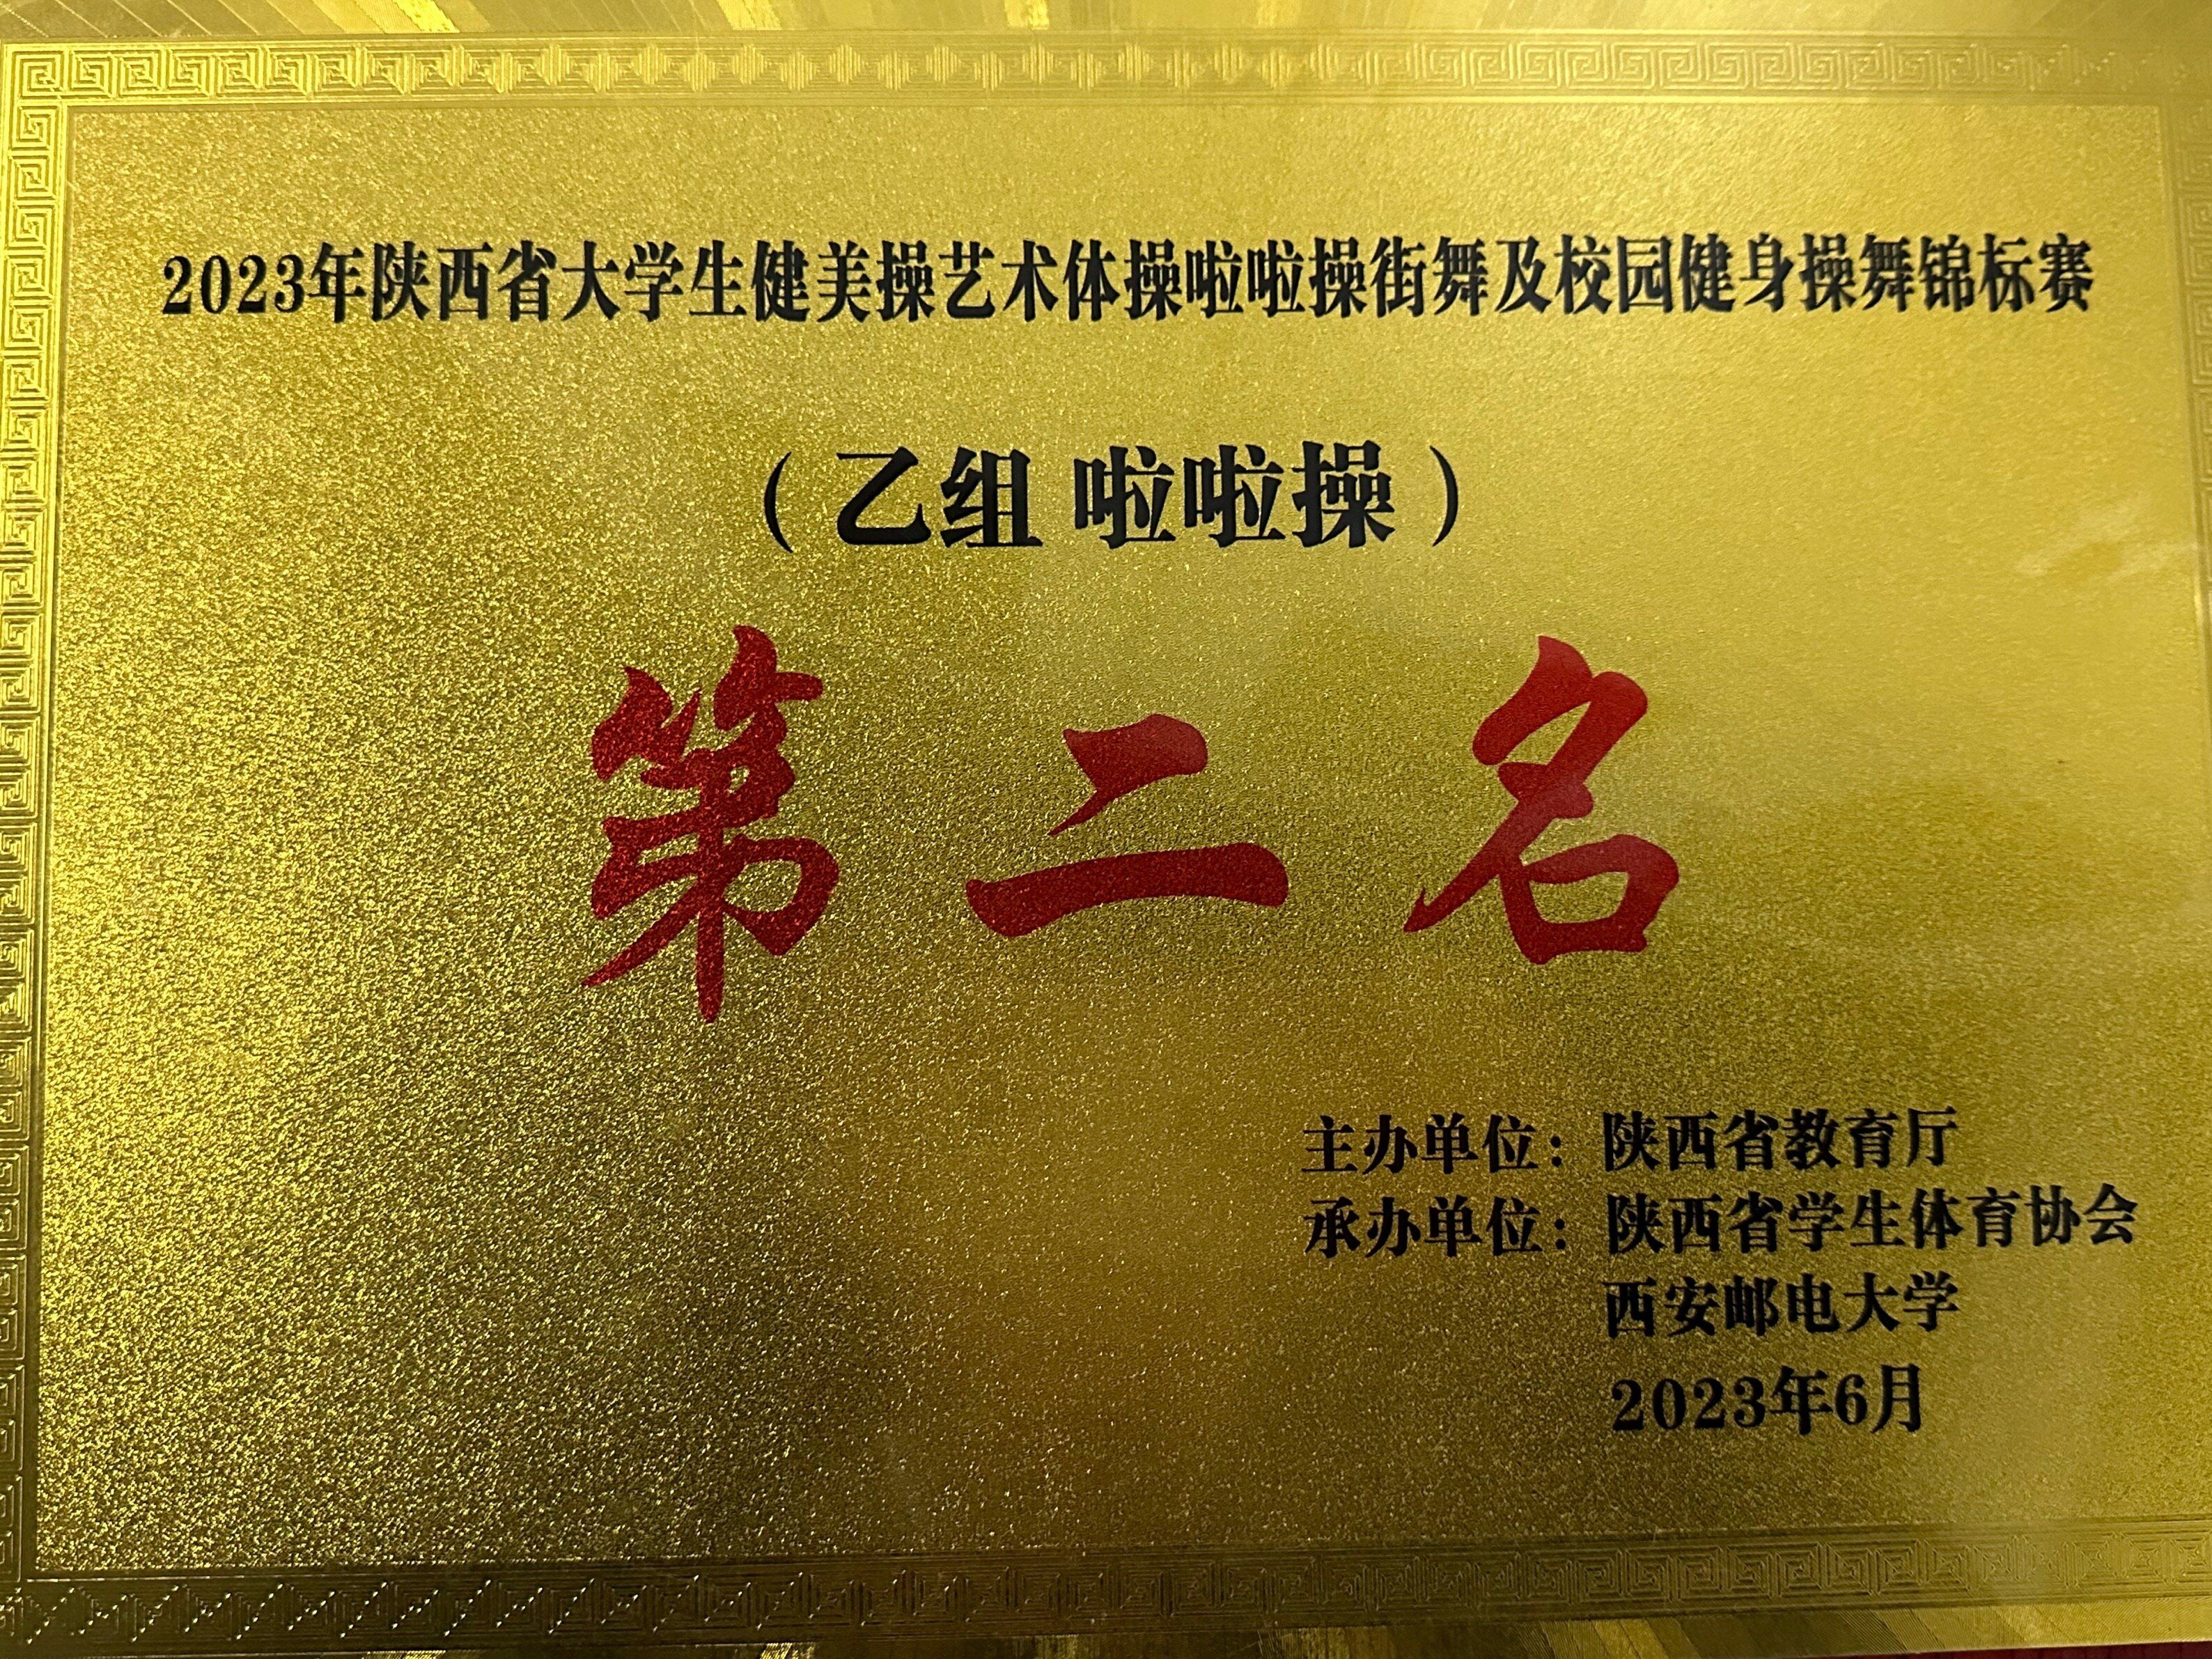 2023年陕西省大学生健美操艺术体操啦啦操街舞及校园健身操舞锦标赛
（乙组 啦啦操）
第二名
主办单位：陕西省教育厅
承办单位：陕西省学生体育协会
西安邮电大学
2023年6月